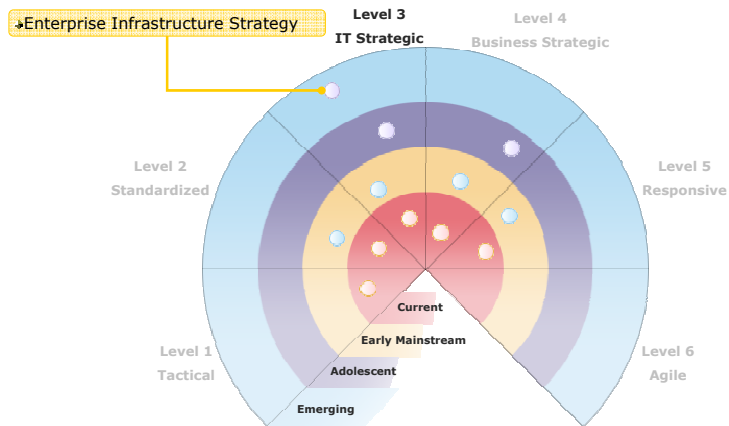 Enterprise Infrastructure Strategy
Level 3
IT Strategic
Level 4
Business Strategic
Level 2
Standardized
Level 5
Responsive
Level 1
Tactical
Level 6
Agile
Current
Early Mainstream
Adolescent
Emerging